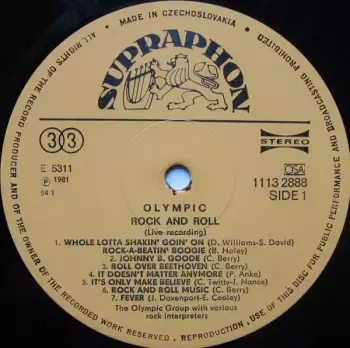 MADE IN CZECHOSLOVAKIA
ALL RIGHTS OF THE RECORD PRODUCER AND OF THE OWNER OF THE RECORDED WORK RESERVED . REPRODUCTION , USE OF THIS DISC FOR PUBLIC PERFORMANCE AND BROADCASTING PROHIBITED
SUPRAPHON
33
STEREO
E 5311
Ⓟ 1981
84 1
OSA
1113 2888
SIDE 1
OLYMPIC
ROCK AND ROLL
(Live recording)
1. WHOLE LOTTA SHAKIN' GOIN' ON (D. Williams-S. David)
ROCK-A-BEATIN' BOOGIE (B. Haley)
2. JOHNNY B. GOODE (C. Berry)
3. ROLL OVER BEETHOVEN (C. Berry)
4. IT DOESN'T MATTER ANYMORE (P. Anka)
5. IT'S ONLY MAKE BELIEVE (C. Twitty-J. Nance)
6. ROCK AND ROLL MUSIC (C. Berry)
7. FEVER (J. Davenport-E. Cooley)
The Olympic Group with various
rock interpreters